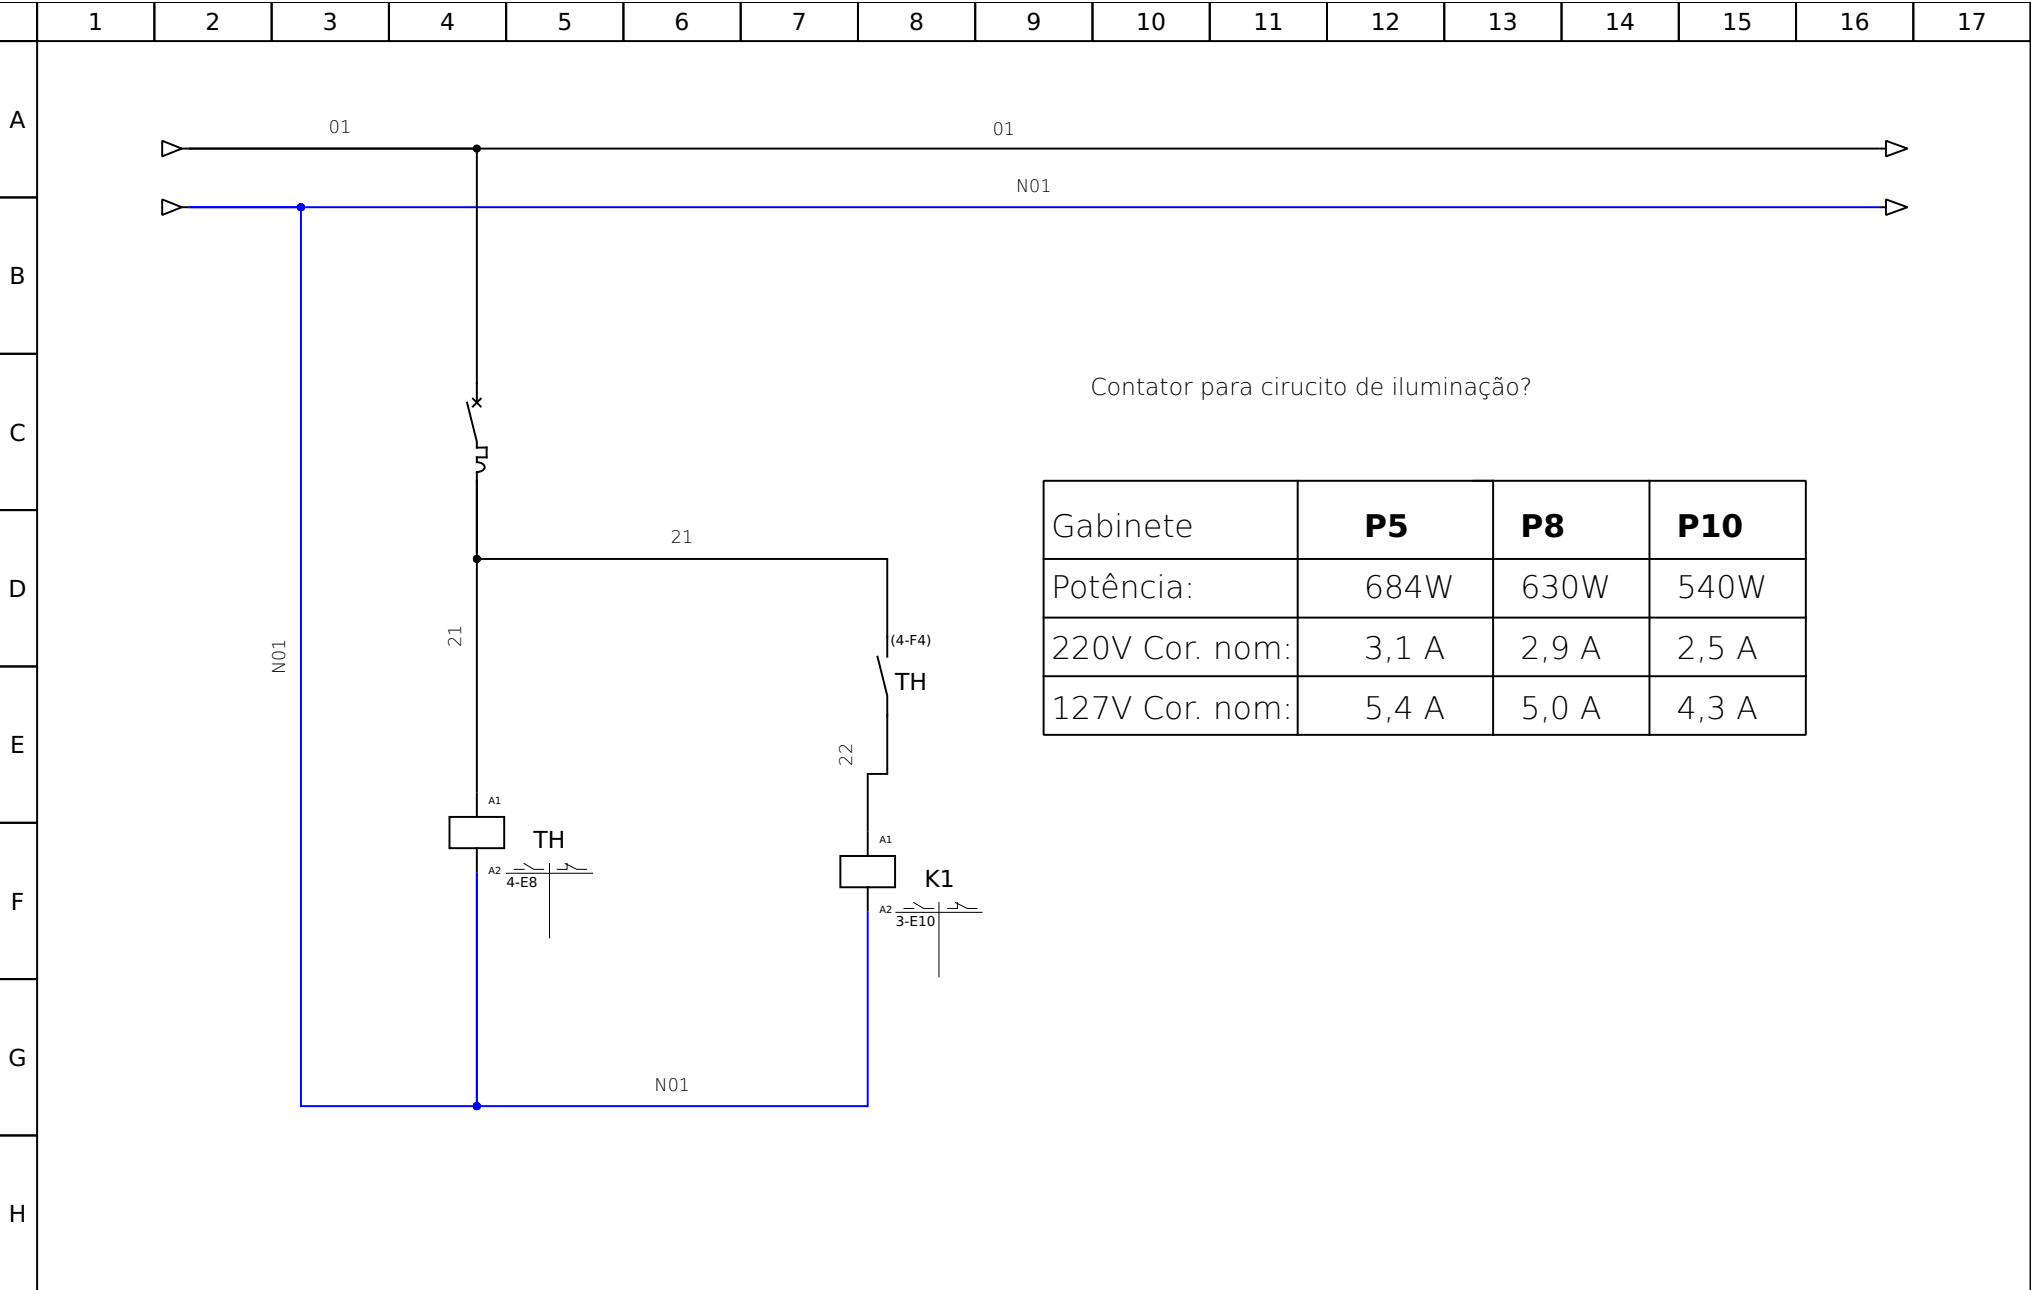 1 2 3 4 5 6 7 8 9 10 11 12 13 14 15 16 17
A
01 01
N01
B
Contator para cirucito de iluminação?
C
Gabinete P5 P8 P10
21
D
Potência: 684W 630W 540W
21
(4-F4)
N01
220V Cor. nom: 3,1 A 2,9 A 2,5 A
TH
127V Cor. nom: 5,4 A 5,0 A 4,3 A
E
22
A1
TH
A1
A2
4-E8
K1
F
A2
3-E10
G
N01
H